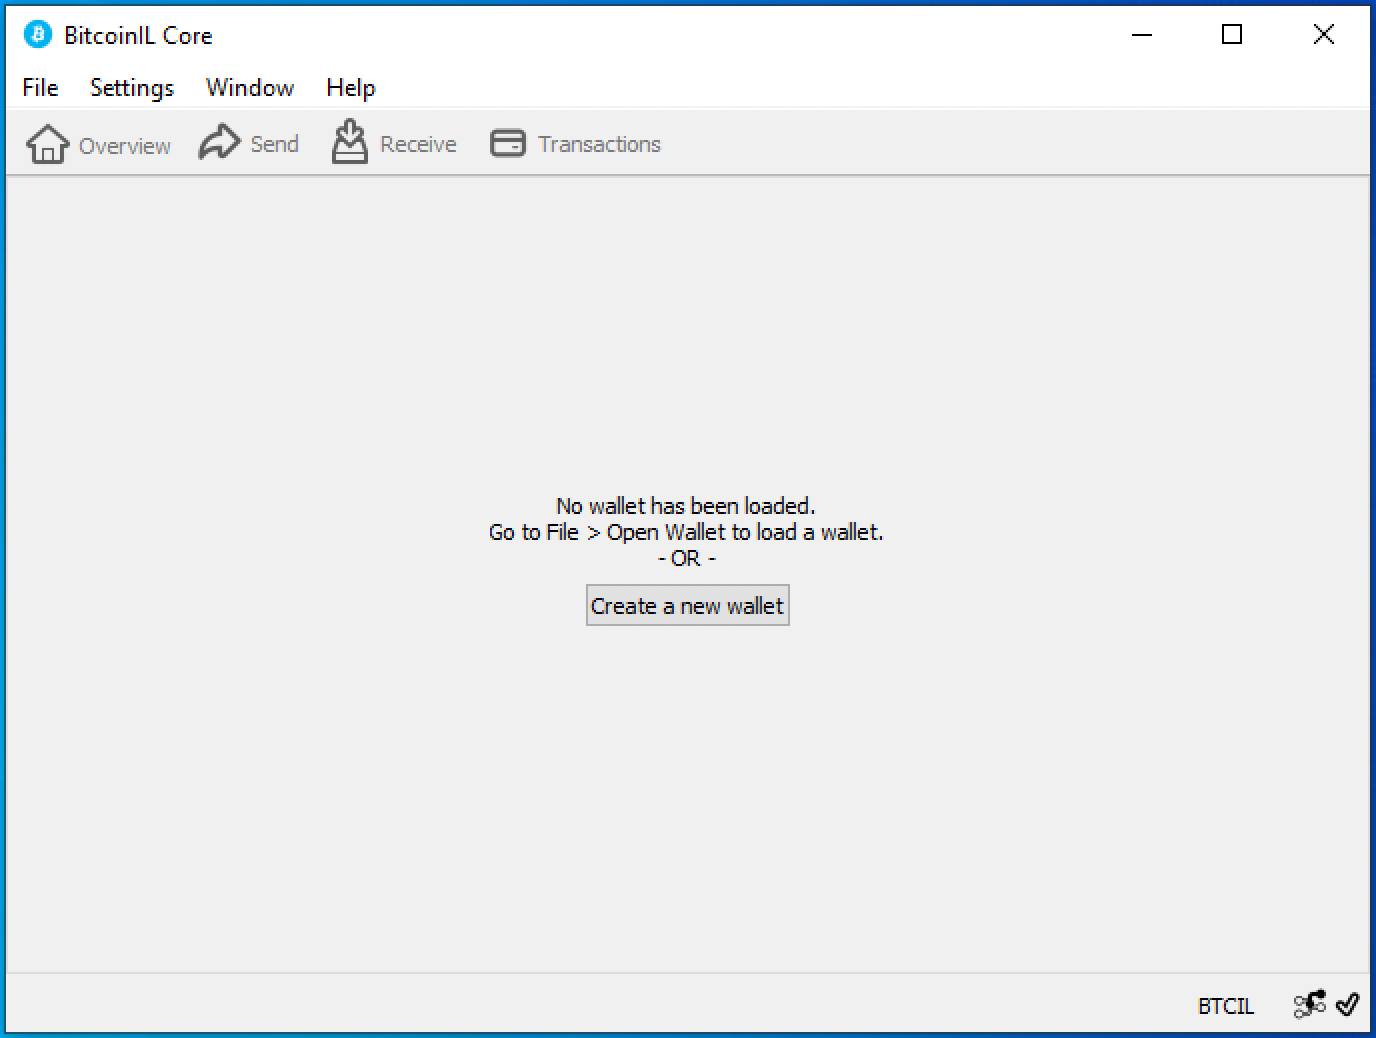 BitcoinIL Core
File Settings Window Help
Overview Send Receive Transactions
No wallet has been loaded.
Go to File > Open Wallet to load a wallet.
- OR -
Create a new wallet
BTCIL